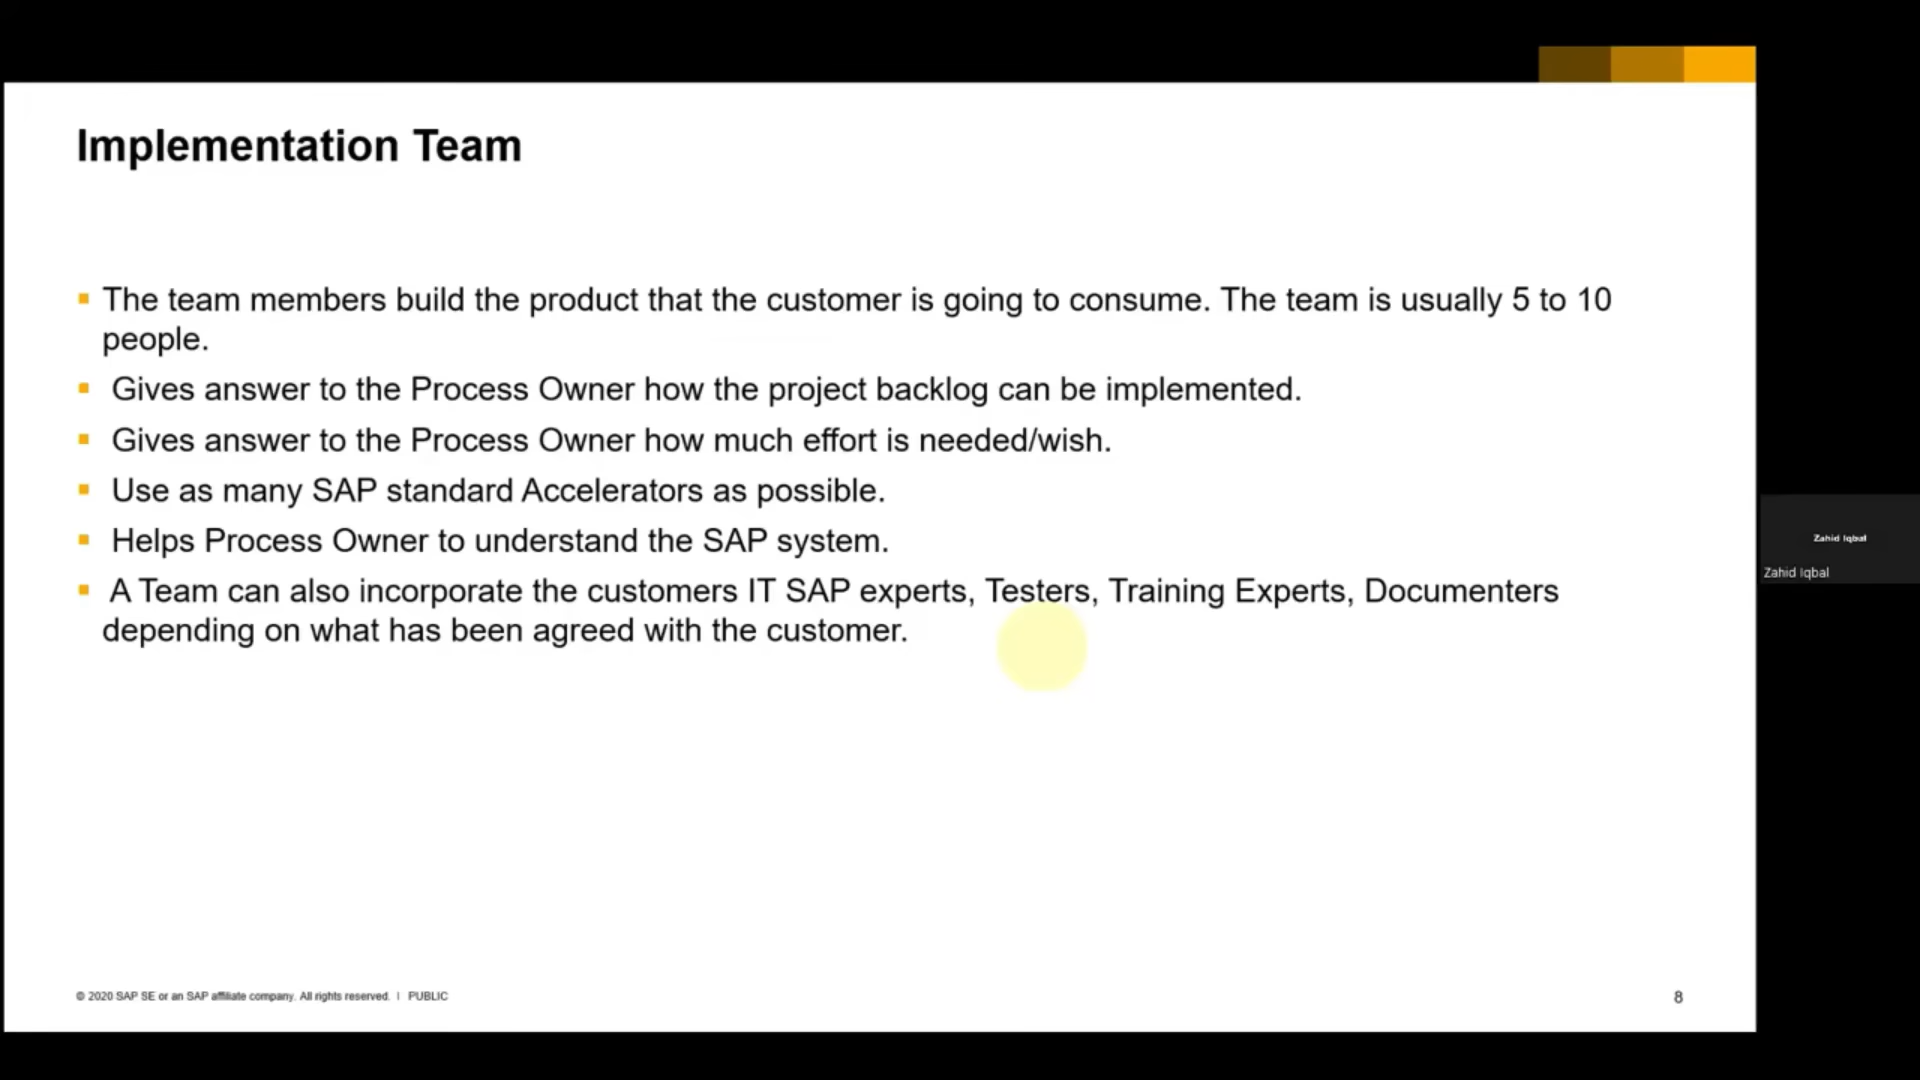 Implementation Team
The team members build the product that the customer is going to consume. The team is usually 5 to 10
people.
Gives answer to the Process Owner how the project backlog can be implemented.
Gives answer to the Process Owner how much effort is needed/wish.
Use as many SAP standard Accelerators as possible.
Helps Process Owner to understand the SAP system.
A Team can also incorporate the customers IT SAP experts, Testers, Training Experts, Documenters
depending on what has been agreed with the customer.
Zahid Iqbal
Zahid Iqbal
© 2020 SAP SE or an SAP affiliate company. All rights reserved. | PUBLIC
8